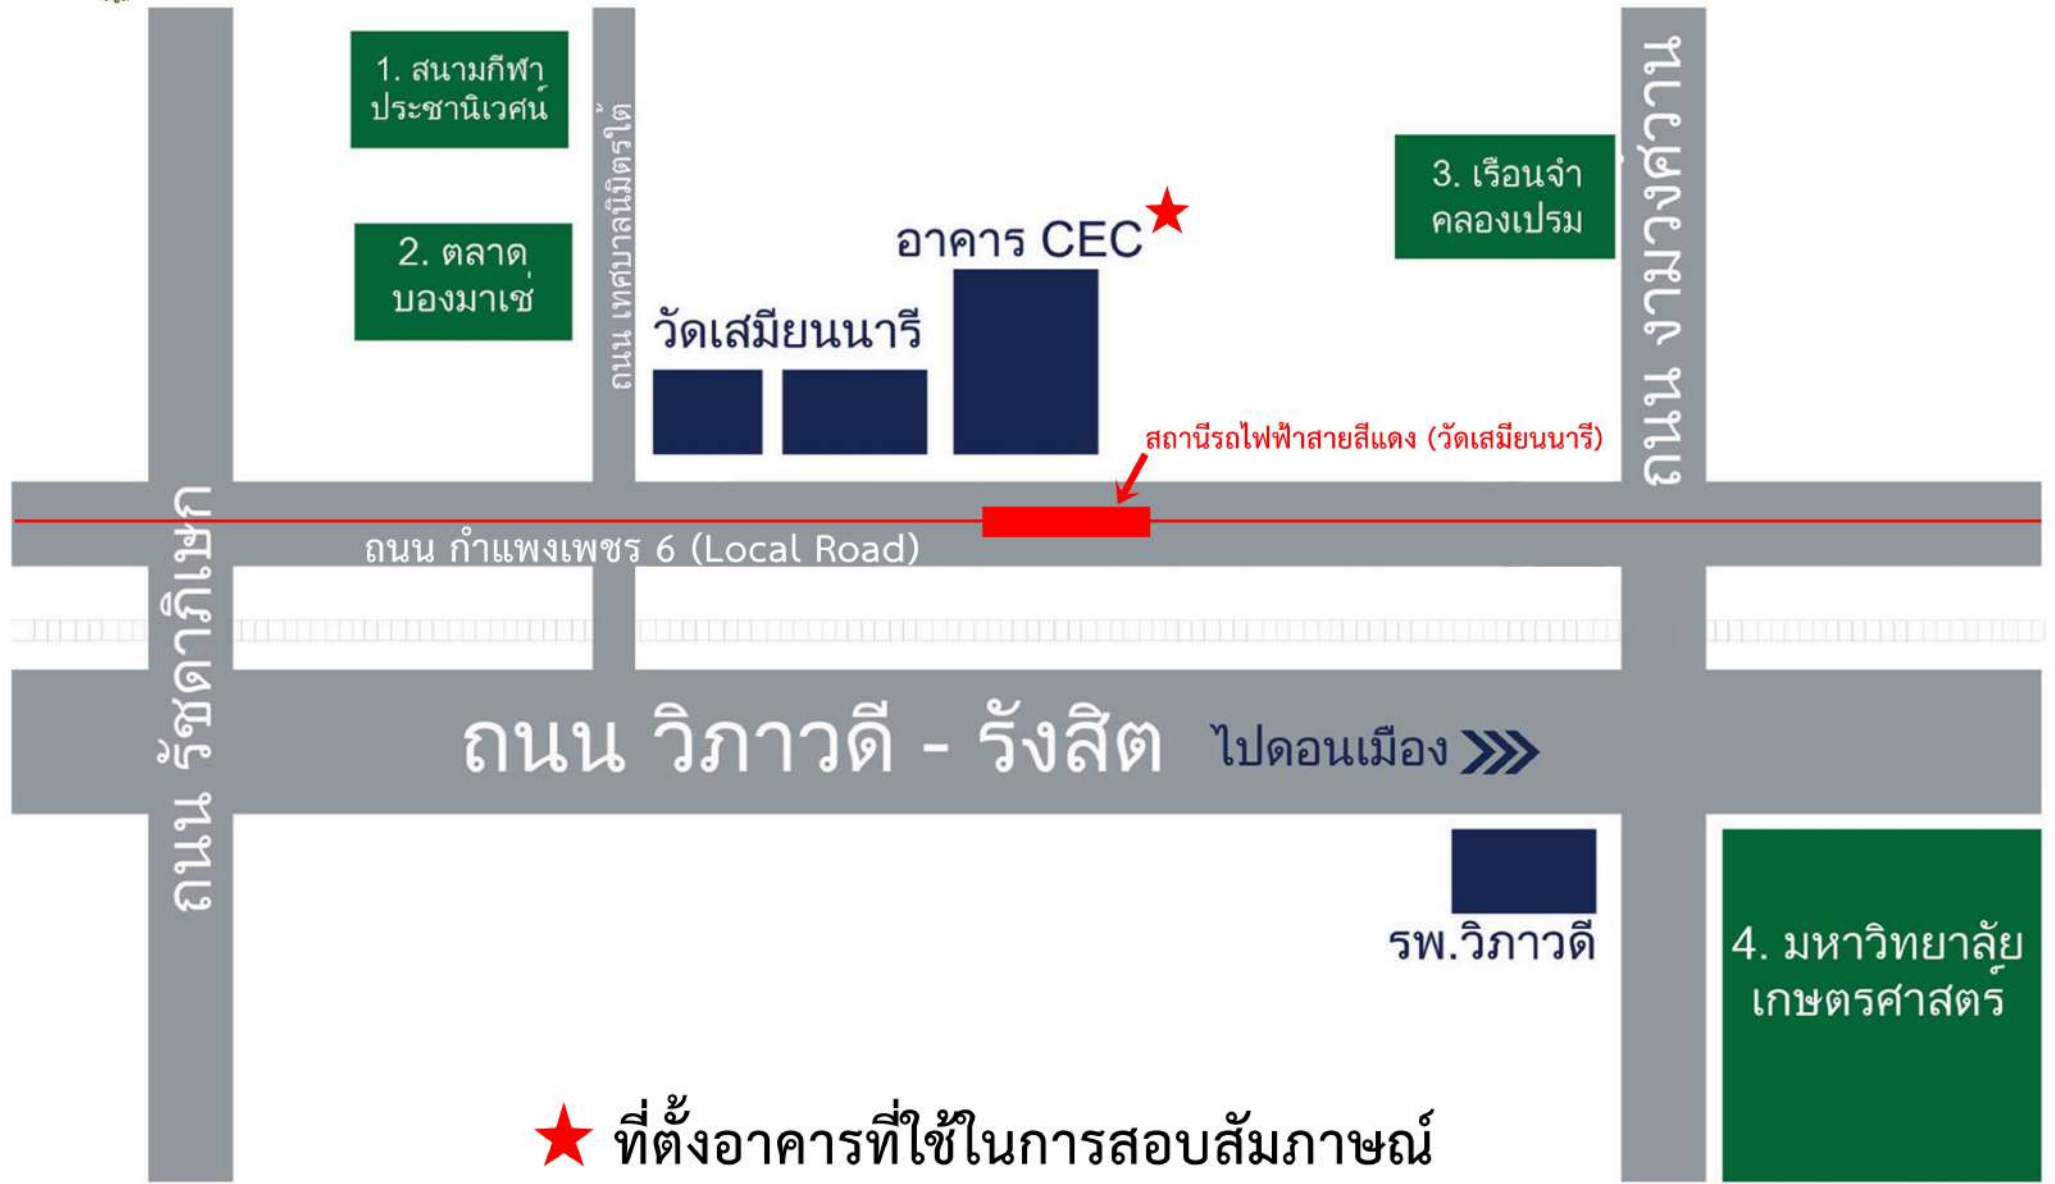 1. สนามกีฬา
ประชานิเวศน์
2. ตลาด
บองมาเช่
ถนน เทศบาลนิมิตรใต้
อาคาร CEC
วัดเสมียนนารี
3. เรือนจำ
คลองเปรม
ถนน งามวงศ์วาน
สถานีรถไฟฟ้าสายสีแดง (วัดเสมียนนารี)
ถนน กำแพงเพชร 6 (Local Road)
ถนน รัชดาภิเษก
ถนน วิภาวดี - รังสิต
ไปดอนเมือง
รพ.วิภาวดี
4. มหาวิทยาลัย
เกษตรศาสตร์
ที่ตั้งอาคารที่ใช้ในการสอบสัมภาษณ์